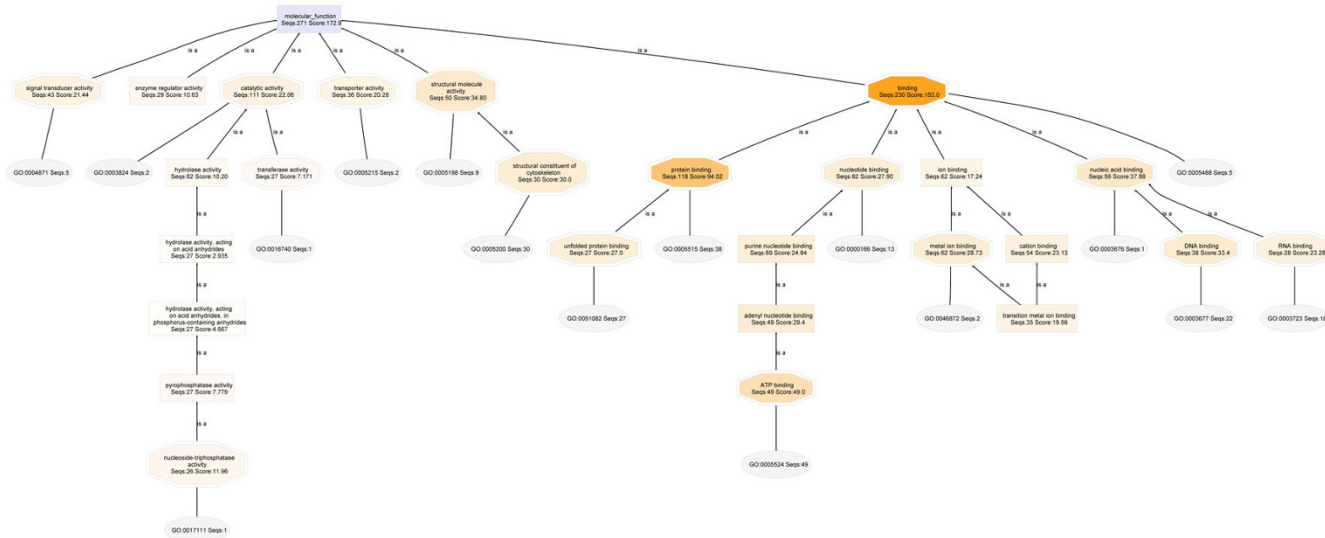 molecular_function
Seqs:271 Score:172.9
is a
is a
is a
is a
is a
is a
signal transducer activity
Seqs:43 Score:21.44
enzyme regulator activity
Seqs:29 Score:10.63
catalytic activity
Seqs:111 Score:22.06
transporter activity
Seqs:36 Score:20.28
structural molecule
activity
Seqs:50 Score:34.80
binding
Seqs:230 Score:153.0
is a
is a
is a
is a
is a
is a
is a
GO:0004871 Seqs:5
GO:0003824 Seqs:2
hydrolase activity
Seqs:62 Score:10.20
transferase activity
Seqs:27 Score:7.171
GO:0005215 Seqs:2
GO:0005198 Seqs:9
structural constituent of
cytoskeleton
Seqs:30 Score:30.0
protein binding
Seqs:118 Score:94.02
nucleotide binding
Seqs:82 Score:27.90
ion binding
Seqs:62 Score:17.24
nucleic acid binding
Seqs:59 Score:37.88
GO:0005488 Seqs:5
is a
is a
is a
is a
is a
is a
is a
hydrolase activity, acting
on acid anhydrides
Seqs:27 Score:2.935
GO:0016740 Seqs:1
GO:0005200 Seqs:30
unfolded protein binding
Seqs:27 Score:27.0
GO:0005515 Seqs:38
purine nucleotide binding
Seqs:69 Score:24.84
GO:0000166 Seqs:13
metal ion binding
Seqs:62 Score:28.73
cation binding
Seqs:54 Score:23.13
GO:0003676 Seqs:1
DNA binding
Seqs:38 Score:33.4
RNA binding
Seqs:28 Score:23.28
is a
is a
is a
is a
hydrolase activity, acting
on acid anhydrides, in
phosphorus-containing anhydrides
Seqs:27 Score:4.667
GO:0051082 Seqs:27
adenyl nucleotide binding
Seqs:49 Score:29.4
GO:0046872 Seqs:2
transition metal ion binding
Seqs:35 Score:19.56
GO:0003677 Seqs:22
GO:0003723 Seqs:18
is a
is a
pyrophosphatase activity
Seqs:27 Score:7.779
ATP binding
Seqs:49 Score:49.0
is a
nucleoside-triphosphatase
activity
Seqs:26 Score:11.96
GO:0005524 Seqs:49
GO:0017111 Seqs:1